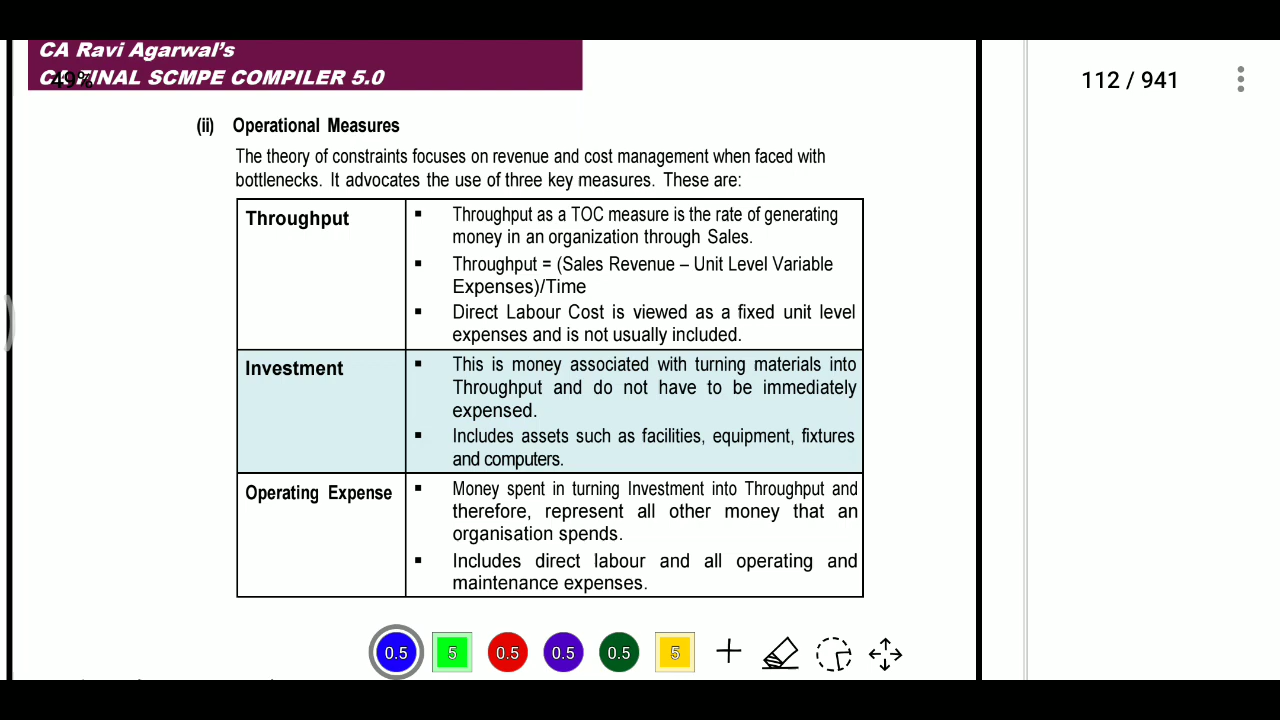 CA Ravi Agarwal's
CA FINAL SCMPE COMPILER 5.0
49%
112 / 941
(ii) Operational Measures
The theory of constraints focuses on revenue and cost management when faced with
bottlenecks. It advocates the use of three key measures. These are:
Throughput
▪ Throughput as a TOC measure is the rate of generating
money in an organization through Sales.
▪ Throughput = (Sales Revenue – Unit Level Variable
Expenses)/Time
▪ Direct Labour Cost is viewed as a fixed unit level
expenses and is not usually included.
Investment
▪ This is money associated with turning materials into
Throughput and do not have to be immediately
expensed.
▪ Includes assets such as facilities, equipment, fixtures
and computers.
Operating Expense
▪ Money spent in turning Investment into Throughput and
therefore, represent all other money that an
organisation spends.
▪ Includes direct labour and all operating and
maintenance expenses.
0.5 5 0.5 0.5 0.5 5